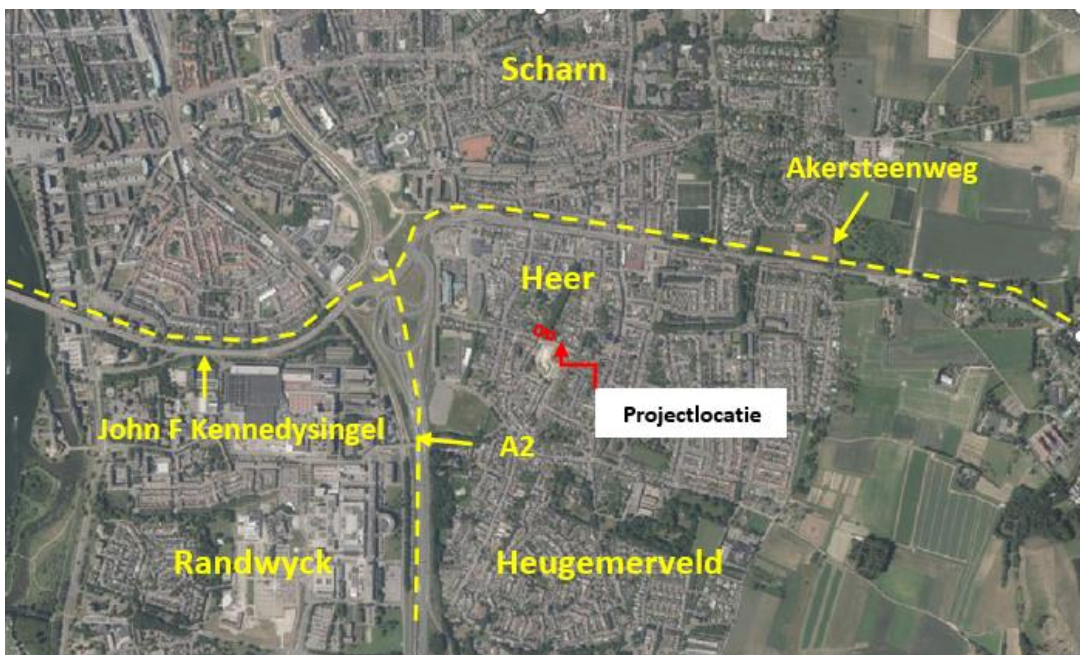 Scharn
Akersteenweg
Heer
Projectlocatie
John F Kennedysingel
A2
Randwyck
Heugemerveld